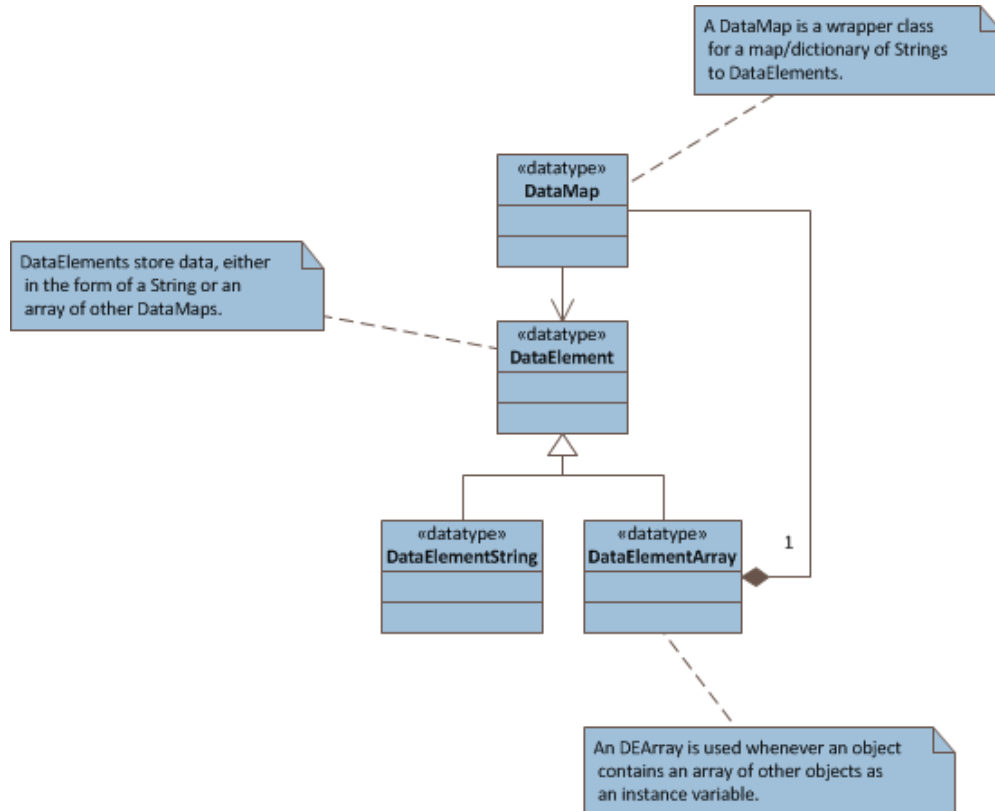 A DataMap is a wrapper class
for a map/dictionary of Strings
to DataElements.
«datatype»
DataMap
DataElements store data, either
in the form of a String or an
array of other DataMaps.
«datatype»
DataElement
«datatype»
DataElementString
«datatype»
DataElementArray
1
An DEArray is used whenever an object
contains an array of other objects as
an instance variable.